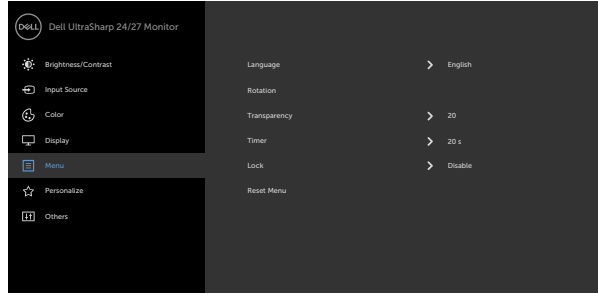 DELL Dell UltraSharp 24/27 Monitor
Brightness/Contrast
Input Source
Color
Display
Menu
Personalize
Others
Language English
Rotation
Transparency 20
Timer 20 s
Lock Disable
Reset Menu